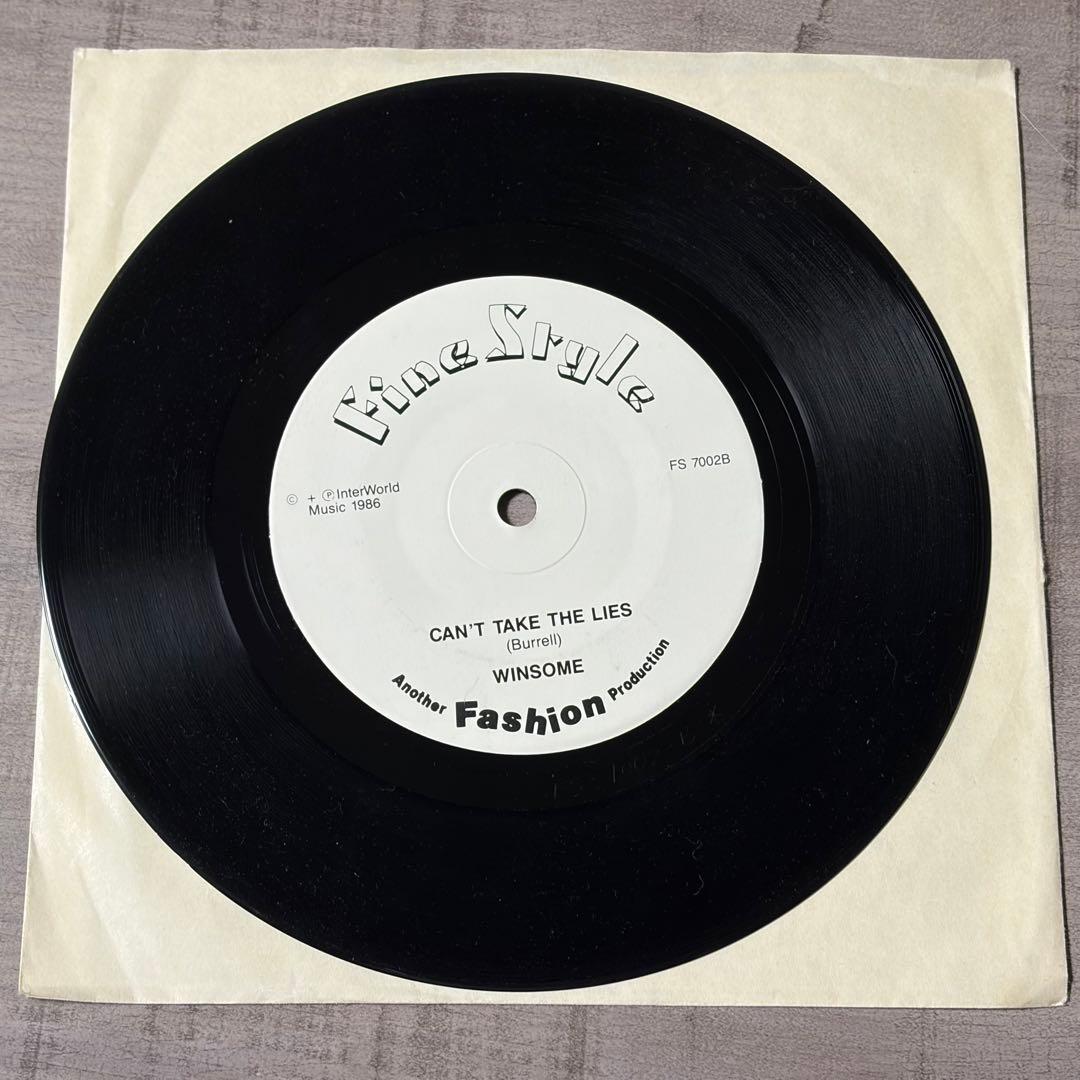 Fine Style
FS 7002B
© + ℗ InterWorld
Music 1986
CAN'T TAKE THE LIES
(Burrell)
WINSOME
Another Fashion Production